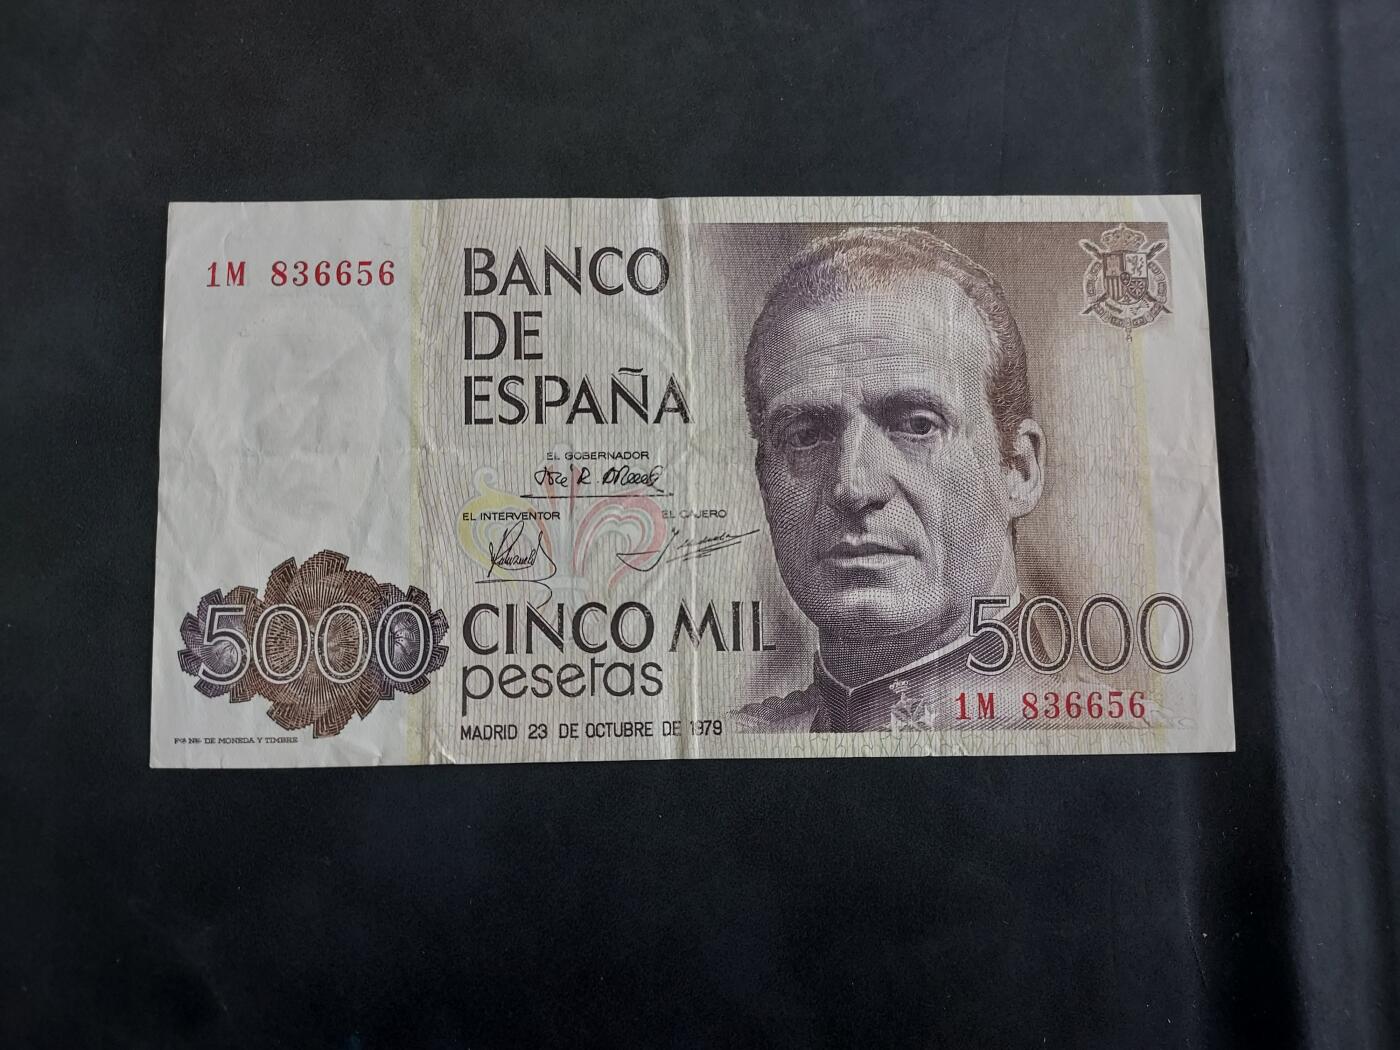 1M 836656
BANCO
DE
ESPAÑA
EL GOBERNADOR
EL INTERVENTOR
EL CAJERO
CINCO MIL
pesetas
MADRID 23 DE OCTUBRE DE 1979
5000
5000
1M 836656
DE MONEDA Y TIMBRE